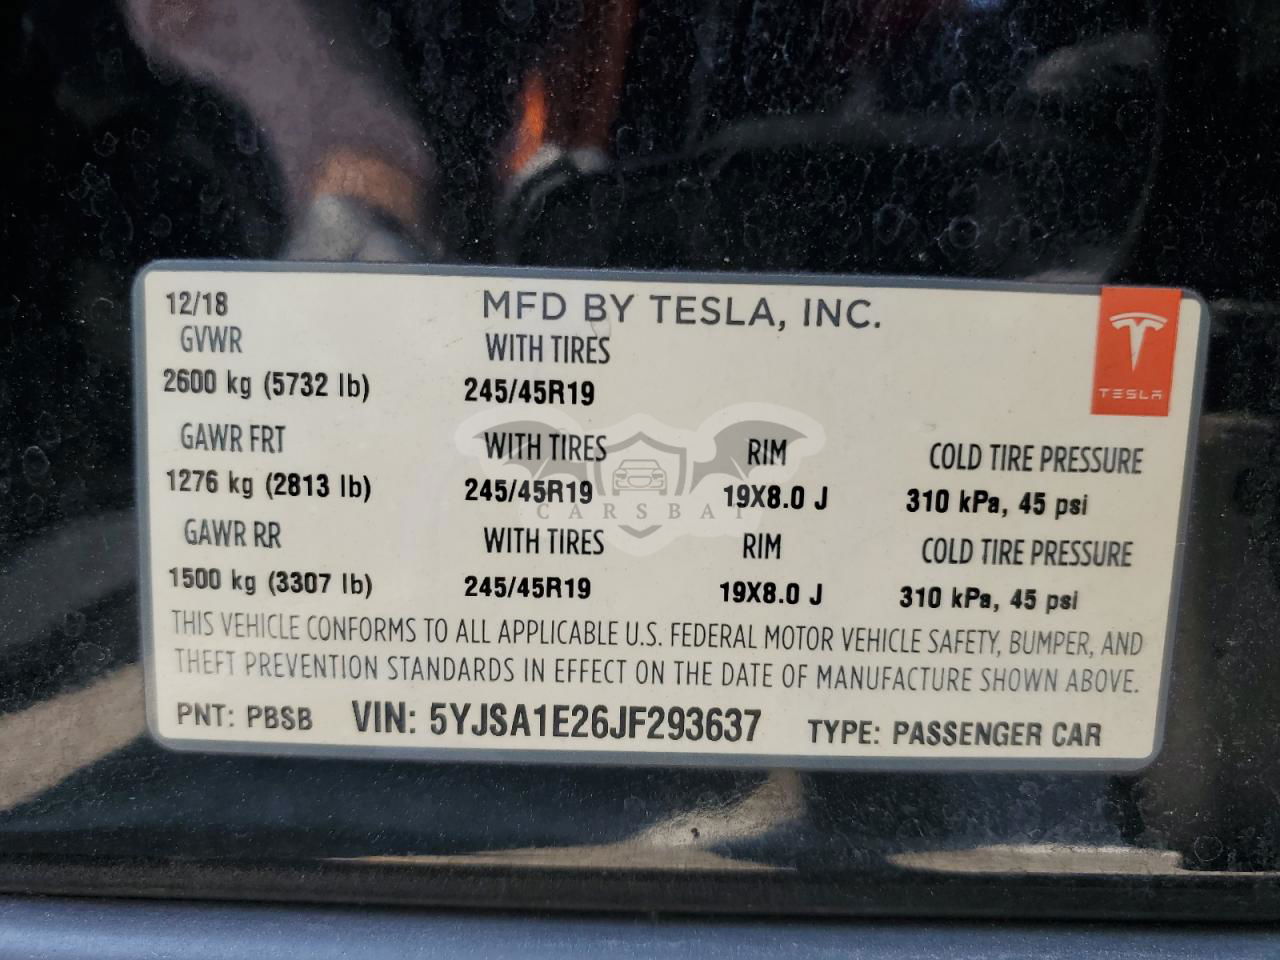 12/18 MFD BY TESLA, INC.
GVWR WITH TIRES
2600 kg (5732 lb) 245/45R19
TESLA
GAWR FRT WITH TIRES RIM COLD TIRE PRESSURE
1276 kg (2813 lb) 245/45R19 19X8.0 J 310 kPa, 45 psi
CARSBAT
GAWR RR WITH TIRES RIM COLD TIRE PRESSURE
1500 kg (3307 lb) 245/45R19 19X8.0 J 310 kPa, 45 psi
THIS VEHICLE CONFORMS TO ALL APPLICABLE U.S. FEDERAL MOTOR VEHICLE SAFETY, BUMPER, AND
THEFT PREVENTION STANDARDS IN EFFECT ON THE DATE OF MANUFACTURE SHOWN ABOVE.
PNT: PBSB VIN: 5YJSA1E26JF293637 TYPE: PASSENGER CAR